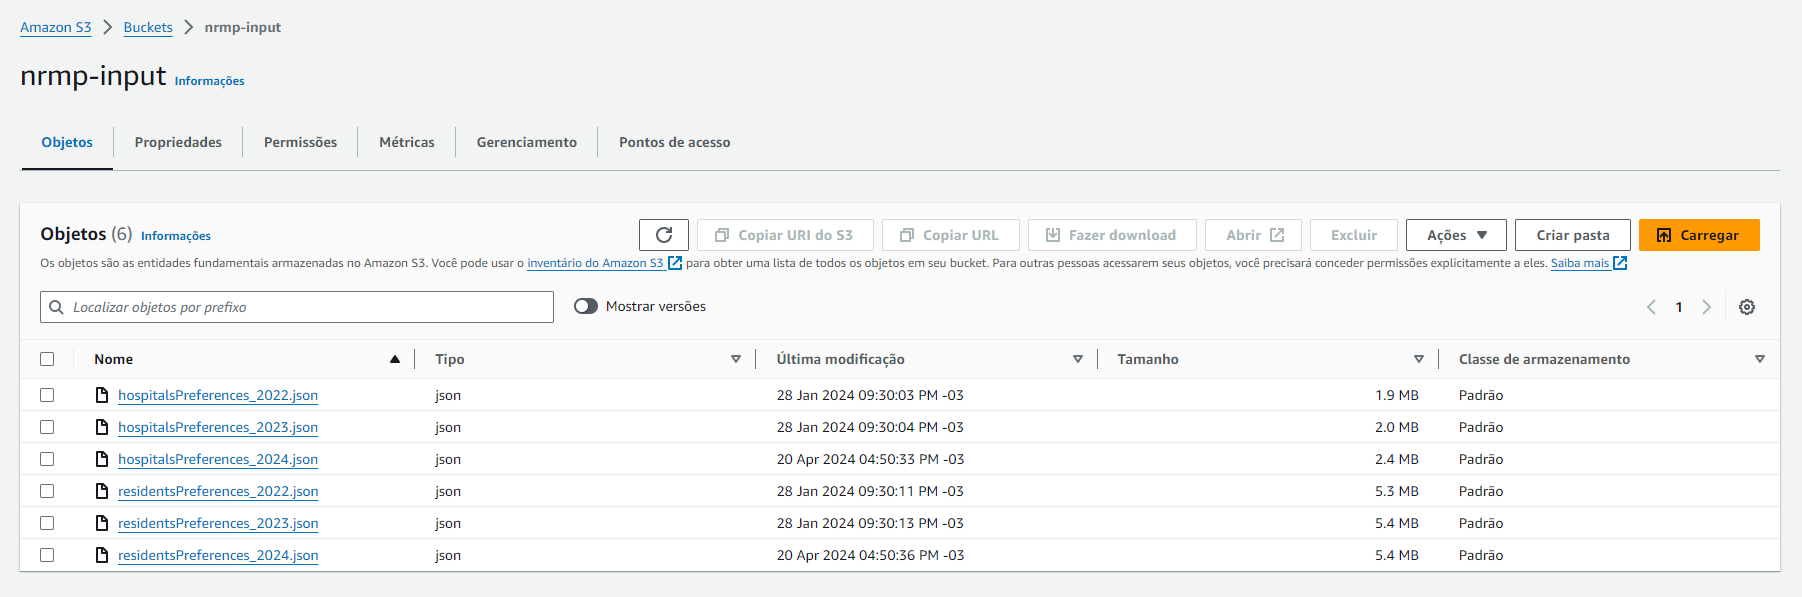 Amazon S3 > Buckets > nrmp-input
nrmp-input Informações
Objetos Propriedades Permissões Métricas Gerenciamento Pontos de acesso
Objetos (6) Informações Copiar URI do S3 Copiar URL Fazer download Abrir Excluir Ações Criar pasta Carregar
Os objetos são as entidades fundamentais armazenadas no Amazon S3. Você pode usar o inventário do Amazon S3 para obter uma lista de todos os objetos em seu bucket. Para outras pessoas acessarem seus objetos, você precisará conceder permissões explicitamente a eles. Saiba mais
Localizar objetos por prefixo Mostrar versões 1
Nome Tipo Última modificação Tamanho Classe de armazenamento
hospitalsPreferences_2022.json json 28 Jan 2024 09:30:03 PM -03 1.9 MB Padrão
hospitalsPreferences_2023.json json 28 Jan 2024 09:30:04 PM -03 2.0 MB Padrão
hospitalsPreferences_2024.json json 20 Apr 2024 04:50:33 PM -03 2.4 MB Padrão
residentsPreferences_2022.json json 28 Jan 2024 09:30:11 PM -03 5.3 MB Padrão
residentsPreferences_2023.json json 28 Jan 2024 09:30:13 PM -03 5.4 MB Padrão
residentsPreferences_2024.json json 20 Apr 2024 04:50:36 PM -03 5.4 MB Padrão